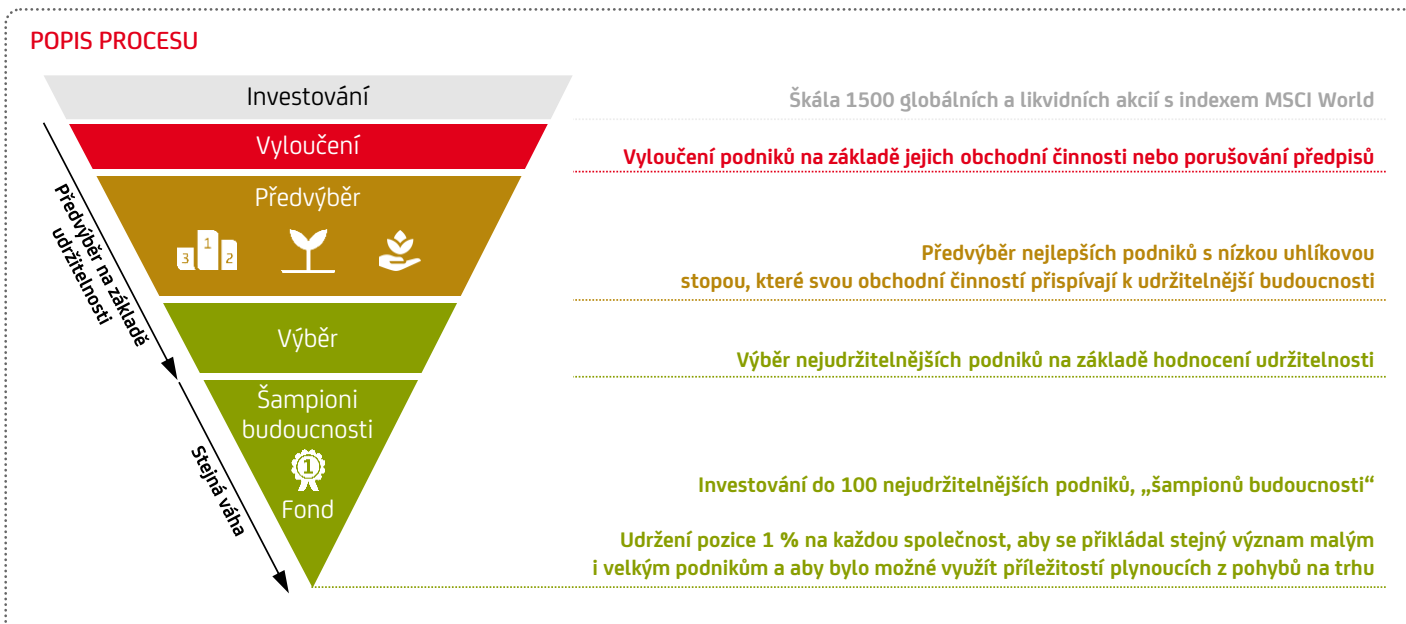 POPIS PROCESU
Investování
Škála 1500 globálních a likvidních akcií s indexem MSCI World
Vyloučení
Vyloučení podniků na základě jejich obchodní činnosti nebo porušování předpisů
Předvýběr
3 1 2
Předvýběr nejlepších podniků s nízkou uhlíkovou
stopou, které svou obchodní činností přispívají k udržitelnější budoucnosti
Předvýběr na základě
udržitelnosti
Výběr
Výběr nejudržitelnějších podniků na základě hodnocení udržitelnosti
Šampioni
budoucnosti
1
Fond
Stejná váha
Investování do 100 nejudržitelnějších podniků, „šampionů budoucnosti“
Udržení pozice 1 % na každou společnost, aby se přikládal stejný význam malým
i velkým podnikům a aby bylo možné využít příležitostí plynoucích z pohybů na trhu